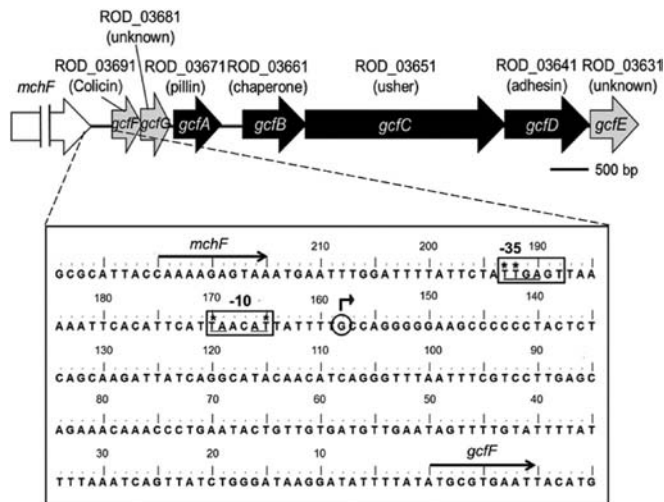 ROD_03681
(unknown)
ROD_03691 ROD_03671 ROD_03661 ROD_03651 ROD_03641 ROD_03631
mchF (Colicin) (pillin) (chaperone) (usher) (adhesin) (unknown)
gcfF gcfG gcfA gcfB gcfC gcfD gcfE
500 bp
mchF 210 200 -35 190
GCGCATTACCAAAAGAGTAAATGAATTTGGATTTTATTCTATTGAGTTAA
180 170 -10 160 150 140
AAATTCACATTCATTAACATTATTTTGCCAGGGGGAAGCCCCCCTACTCT
130 120 110 100 90
CAGCAAGATTATCAGGCATACAACATCAGGGTTTAATTTCGTCCTTGAGC
80 70 60 50 40
AGAAACAAACCCTGAATACTGTTGTGATGTTGAATAGTTTTGTATTTTAT
30 20 10 gcfF
TTTAAATCAGTTATCTGGGATAAGGATATTTTATATGCGTGAATTACATG